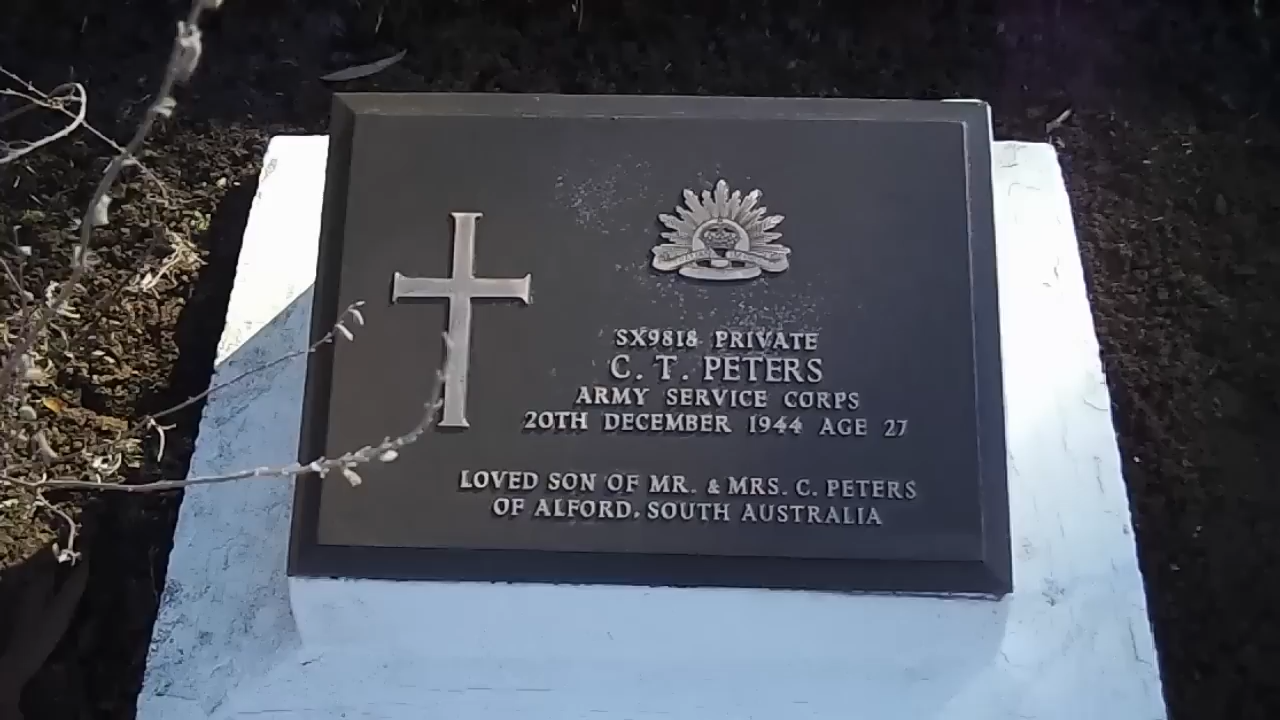 SX9818 PRIVATE
C. T. PETERS
ARMY SERVICE CORPS
20TH DECEMBER 1944 AGE 27
LOVED SON OF MR. & MRS. C. PETERS
OF ALFORD, SOUTH AUSTRALIA